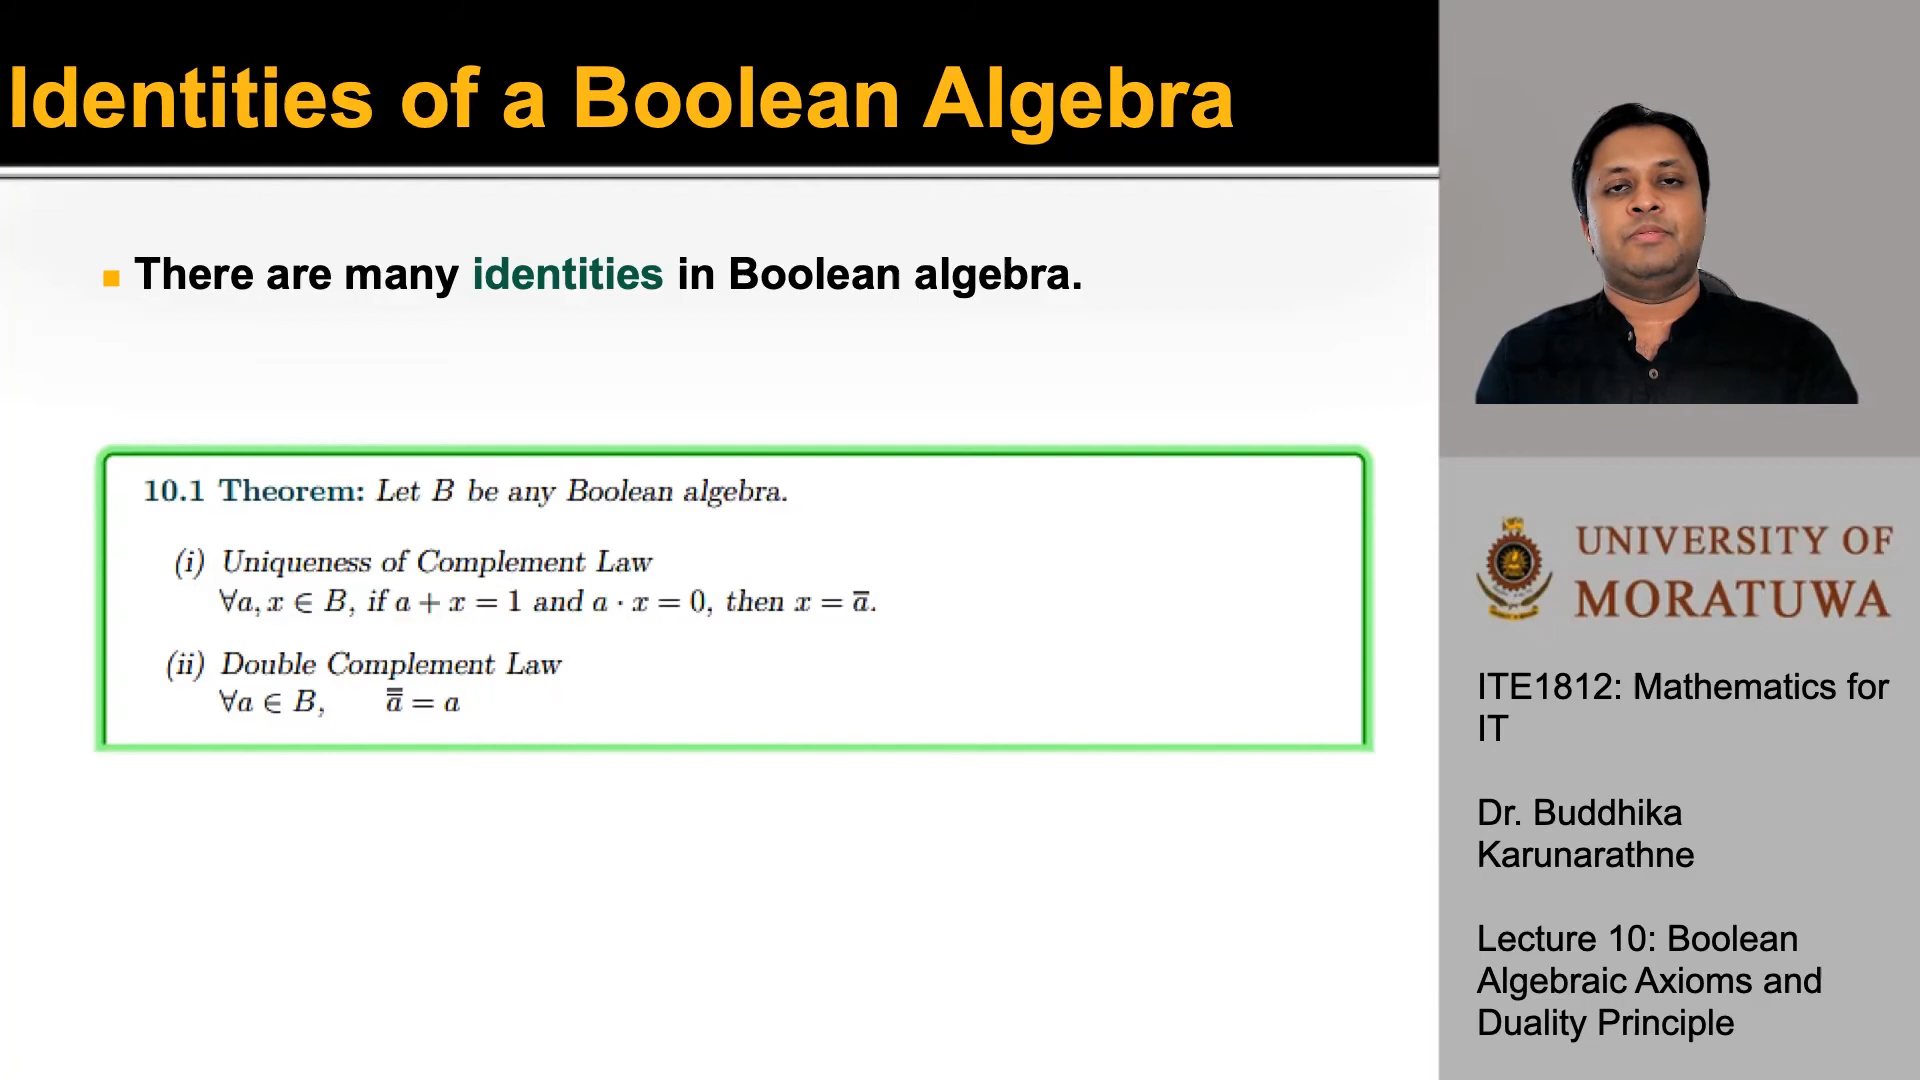 Identities of a Boolean Algebra
There are many identities in Boolean algebra.
10.1 Theorem: Let B be any Boolean algebra.
(i) Uniqueness of Complement Law
∀a, x ∈ B, if a + x = 1 and a · x = 0, then x = a̅.
(ii) Double Complement Law
∀a ∈ B, a̿ = a
UNIVERSITY OF
MORATUWA
ITE1812: Mathematics for
IT
Dr. Buddhika
Karunarathne
Lecture 10: Boolean
Algebraic Axioms and
Duality Principle